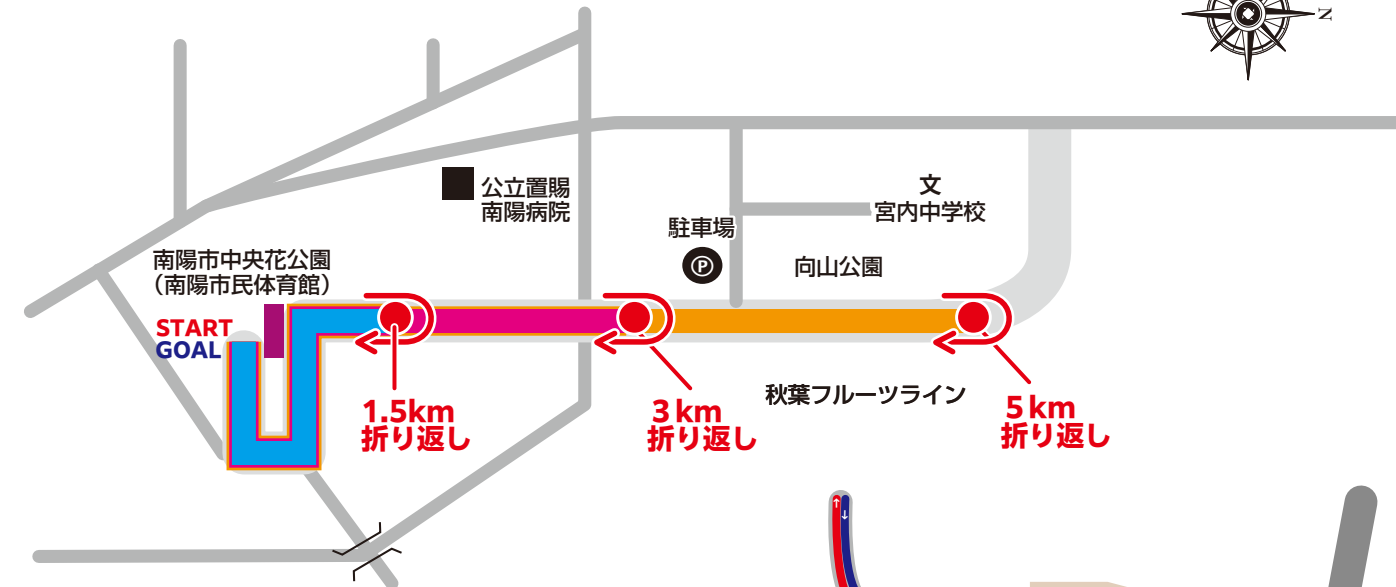 N
公立置賜
南陽病院
文
宮内中学校
駐車場
P
向山公園
南陽市中央花公園
（南陽市民体育館）
START
GOAL
1.5km
折り返し
3km
折り返し
秋葉フルーツライン
5km
折り返し